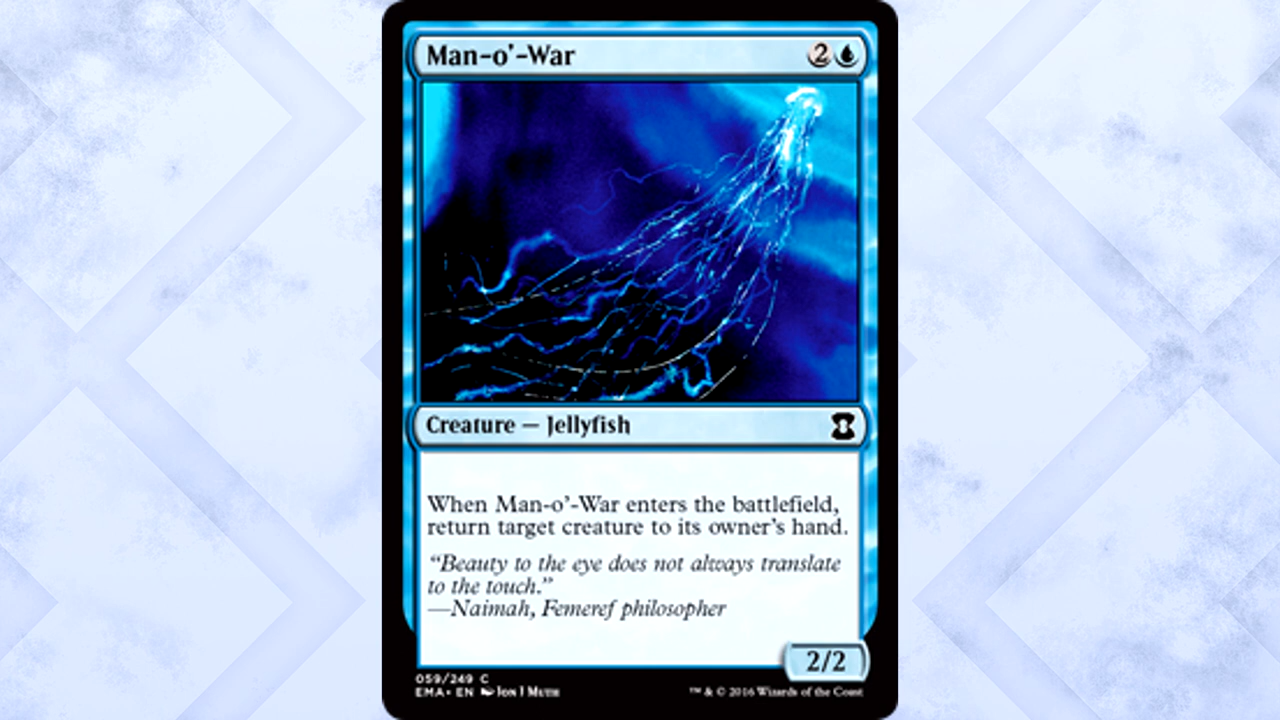 Man-o'-War 2
Creature — Jellyfish
When Man-o'-War enters the battlefield,
return target creature to its owner's hand.
"Beauty to the eye does not always translate
to the touch."
—Naimah, Femeref philosopher
2/2
059/249 C
EMA • EN Jon J Muth
™ & © 2016 Wizards of the Coast